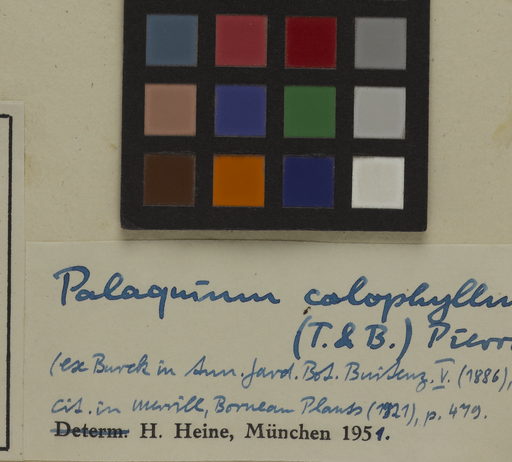 Palaquium calophyllu
(T. & B.) Pierr
(ex Burck in Ann. Jard. Bot. Buitenz. V. (1886),
Cit. in Merrill, Bornean Plants (1921), p. 479.
Determ. H. Heine, München 1951.